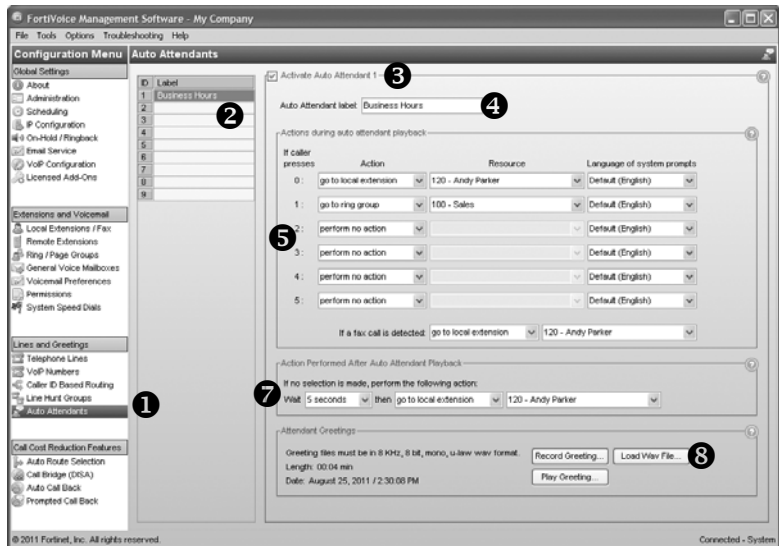 FortiVoice Management Software - My Company
File Tools Options Troubleshooting Help
Configuration Menu
Auto Attendants
Global Settings
About
Administration
Scheduling
IP Configuration
On-Hold / Ringback
Email Service
VoIP Configuration
Licensed Add-Ons
Extensions and Voicemail
Local Extensions / Fax
Remote Extensions
Ring / Page Groups
General Voice Mailboxes
Voicemail Preferences
Permissions
System Speed Dials
Lines and Greetings
Telephone Lines
VoIP Numbers
Caller ID Based Routing
Line Hunt Groups
Auto Attendants
1
Call Cost Reduction Features
Auto Route Selection
Call Bridge (DISA)
Auto Call Back
Prompted Call Back
ID Label
1 Business Hours
2
3
4
5
6
7
8
9
2
Activate Auto Attendant 1
3
Auto Attendant label: Business Hours
4
Actions during auto attendant playback
If caller presses Action Resource Language of system prompts
0 : go to local extension 120 - Andy Parker Default (English)
1 : go to ring group 100 - Sales Default (English)
2 : perform no action Default (English)
5
3 : perform no action Default (English)
4 : perform no action Default (English)
5 : perform no action Default (English)
If a fax call is detected: go to local extension 120 - Andy Parker
Action Performed After Auto Attendant Playback
If no selection is made, perform the following action:
7
Wait 5 seconds then go to local extension 120 - Andy Parker
Attendant Greetings
Greeting files must be in 8 KHz, 8 bit, mono, u-law wav format.
Length: 00:04 min
Date: August 25, 2011 / 2:30:08 PM
Record Greeting... Load Wav File...
8
Play Greeting...
© 2011 Fortinet, Inc. All rights reserved.
Connected - System